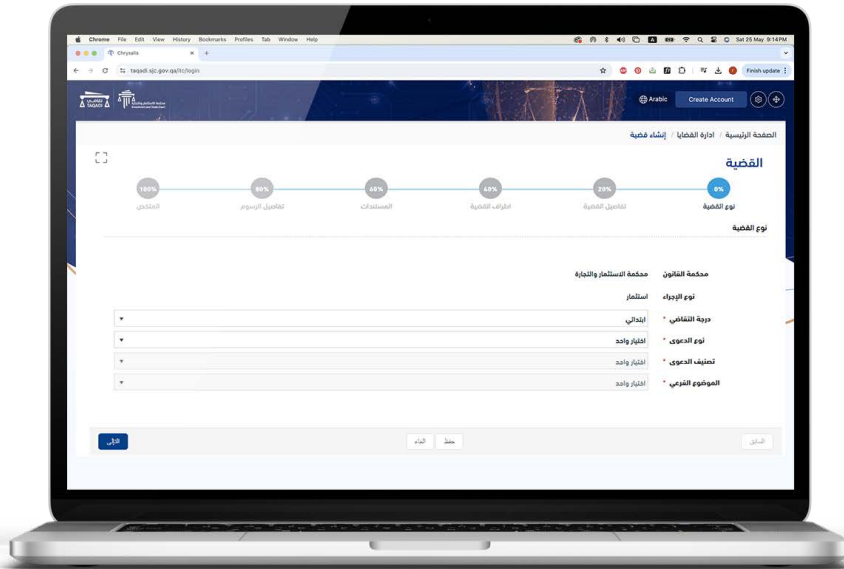 Chrome File Edit View History Bookmarks Profiles Tab Window Help
Sat 25 May 9:14PM
Chrysalis
taqadi.sjc.gov.qa/itc/login
Finish update
TAQADI
Arabic
Create Account
الصفحة الرئيسية / ادارة القضايا / إنشاء قضية
القضية
0% 20% 40% 60% 80% 100%
نوع القضية تفاصيل القضية اطراف القضية المستندات تفاصيل الرسوم الملخص
نوع القضية
محكمة القانون محكمة الاستثمار والتجارة
نوع الإجراء استثمار
درجة التقاضي * ابتدائي
نوع الدعوى * اختيار واحد
تصنيف الدعوى * اختيار واحد
الموضوع الفرعي * اختيار واحد
السابق حفظ الغاء التالي